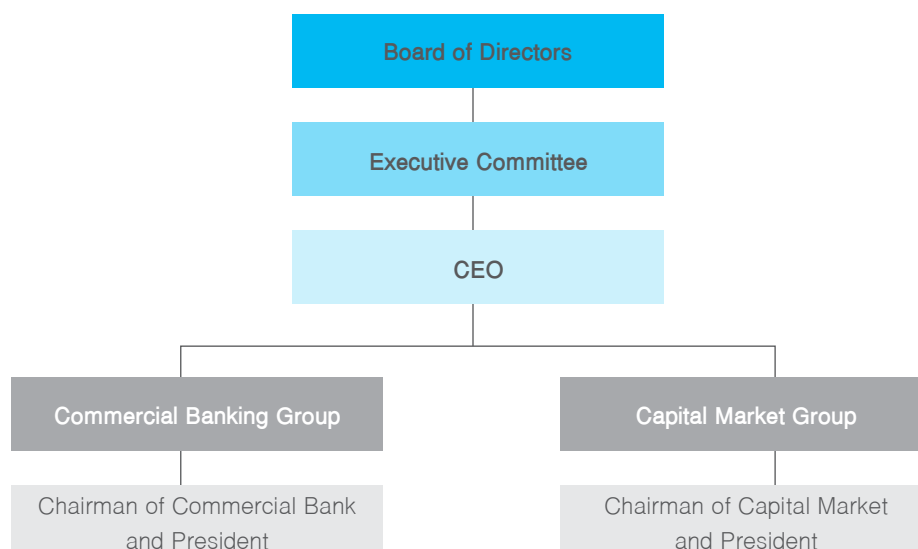 Board of Directors
Executive Committee
CEO
Commercial Banking Group
Capital Market Group
Chairman of Commercial Bank
and President
Chairman of Capital Market
and President